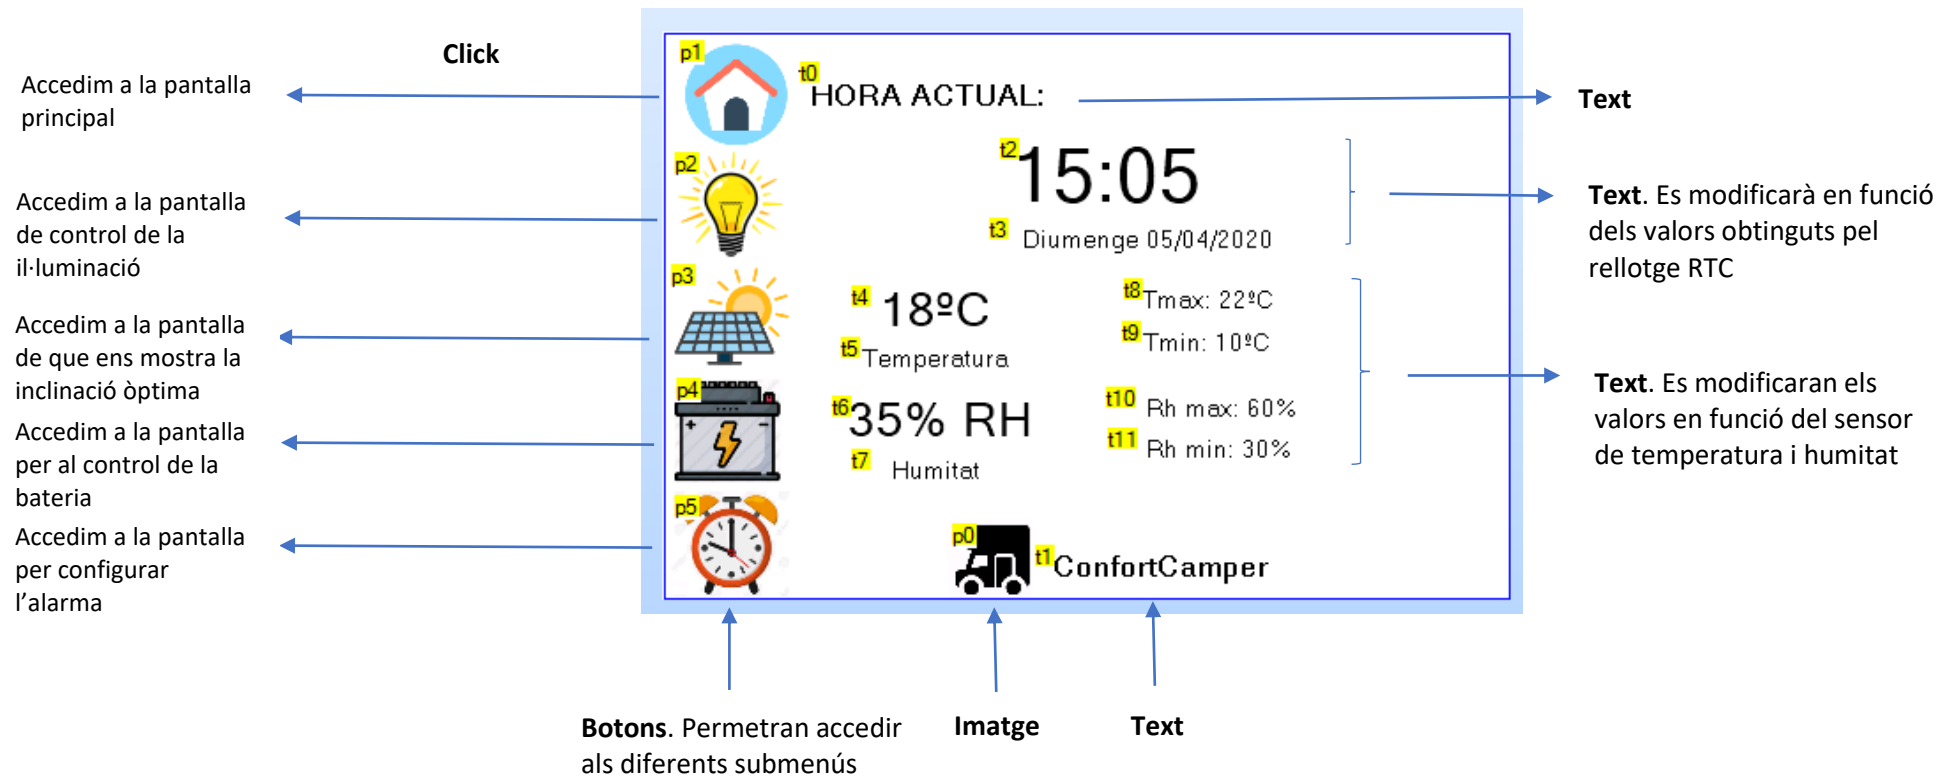 Click
Accedim a la pantalla
principal
Accedim a la pantalla
de control de la
il·luminació
Accedim a la pantalla
de que ens mostra la
inclinació òptima
Accedim a la pantalla
per al control de la
bateria
Accedim a la pantalla
per configurar
l’alarma
p1
t0
HORA ACTUAL:
p2
t2
15:05
t3
Diumenge 05/04/2020
p3
t4
18ºC
t5
Temperatura
t8
Tmax: 22ºC
t9
Tmin: 10ºC
p4
t6
35% RH
t7
Humitat
t10
Rh max: 60%
t11
Rh min: 30%
p5
p0
t1
ConfortCamper
Text
Text. Es modificarà en funció
dels valors obtinguts pel
rellotge RTC
Text. Es modificaran els
valors en funció del sensor
de temperatura i humitat
Botons. Permetran accedir
als diferents submenús
Imatge
Text